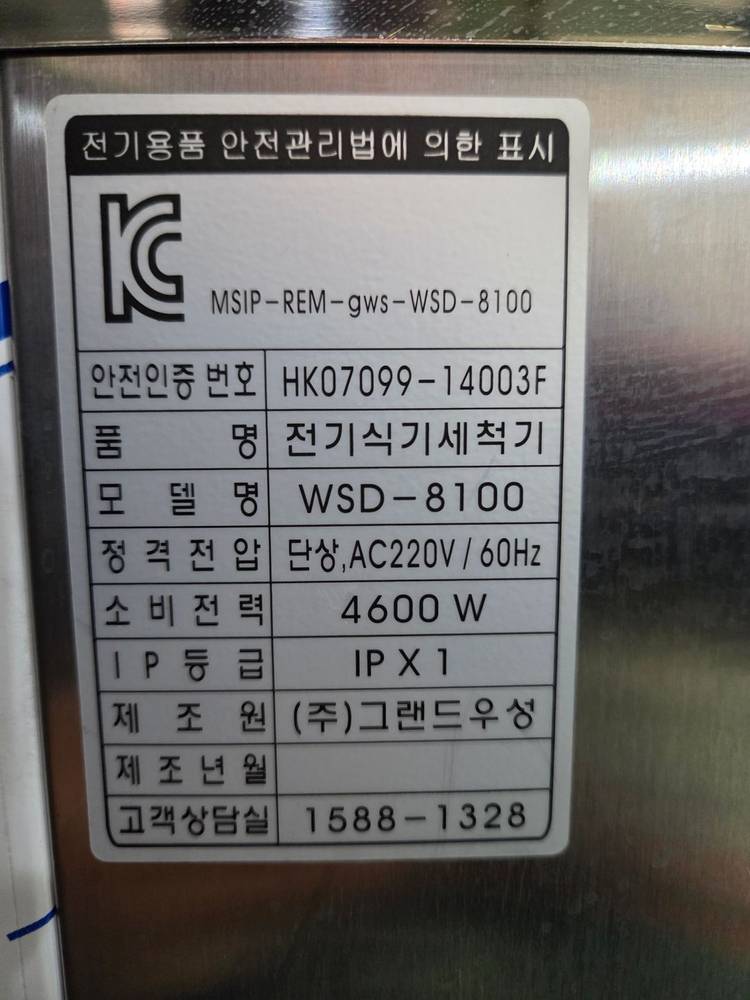 전기용품 안전관리법에 의한 표시
KC
MSIP-REM-gws-WSD-8100
안전인증 번호 HK07099-14003F
품 명 전기식기세척기
모 델 명 WSD-8100
정 격 전 압 단상,AC220V / 60Hz
소 비 전 력 4600 W
I P 등 급 IP X 1
제 조 원 (주)그랜드우성
제 조 년 월
고객상담실 1588-1328